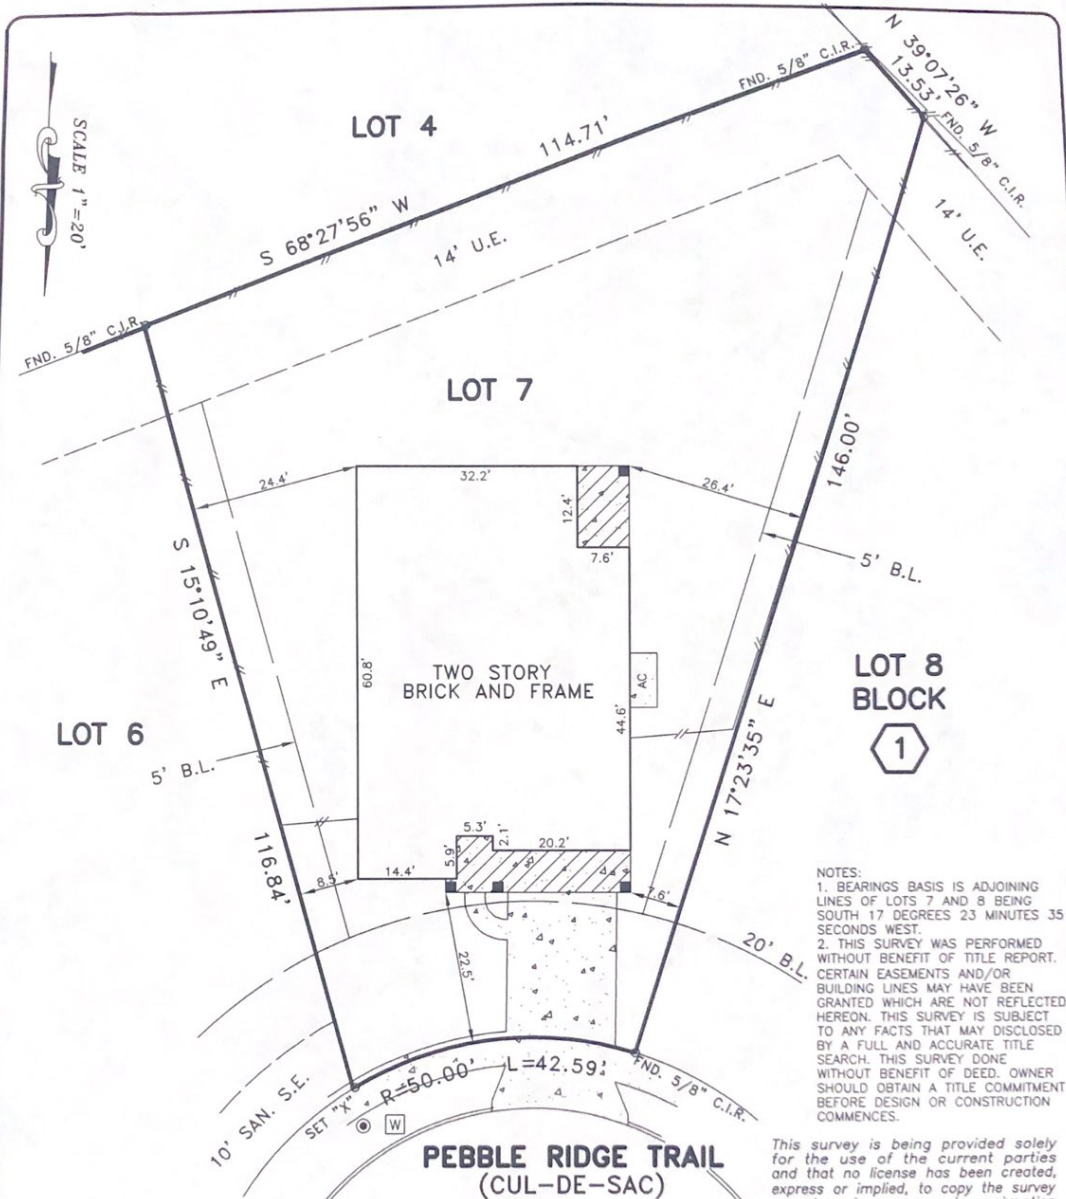 N 39°07'26" W
13.53'
FND. 5/8" C.I.R.
FND. 5/8" C.I.R.
LOT 4
114.71'
SCALE 1"=20'
S 68°27'56" W
14' U.E.
14' U.E.
FND. 5/8" C.I.R.
LOT 7
24.4'
32.2'
12.4'
7.6'
26.4'
146.00'
5' B.L.
S 15°10'49" E
60.8'
TWO STORY
BRICK AND FRAME
AC
44.6'
LOT 8
BLOCK
1
LOT 6
5' B.L.
N 17°23'35" E
116.84'
5.3'
2.1'
20.2'
5.9'
14.4'
8.5'
7.6'
22.5'
20' B.L.
NOTES:
1. BEARINGS BASIS IS ADJOINING
LINES OF LOTS 7 AND 8 BEING
SOUTH 17 DEGREES 23 MINUTES 35
SECONDS WEST.
2. THIS SURVEY WAS PERFORMED
WITHOUT BENEFIT OF TITLE REPORT.
CERTAIN EASEMENTS AND/OR
BUILDING LINES MAY HAVE BEEN
GRANTED WHICH ARE NOT REFLECTED
HEREON. THIS SURVEY IS SUBJECT
TO ANY FACTS THAT MAY DISCLOSED
BY A FULL AND ACCURATE TITLE
SEARCH. THIS SURVEY DONE
WITHOUT BENEFIT OF DEED. OWNER
SHOULD OBTAIN A TITLE COMMITMENT
BEFORE DESIGN OR CONSTRUCTION
COMMENCES.
10' SAN. S.E.
SET "X"
R=50.00'
L=42.59'
FND. 5/8" C.I.R.
W
PEBBLE RIDGE TRAIL
(CUL-DE-SAC)
This survey is being provided solely
for the use of the current parties
and that no license has been created,
express or implied, to copy the survey